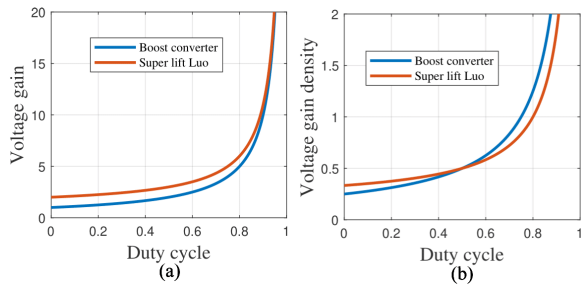 20
15
10
5
0
Voltage gain
Boost converter
Super lift Luo
0
0.2
0.4
0.6
0.8
1
Duty cycle
(a)
2
1.5
1
0.5
0
Voltage gain density
Boost converter
Super lift Luo
0
0.2
0.4
0.6
0.8
1
Duty cycle
(b)